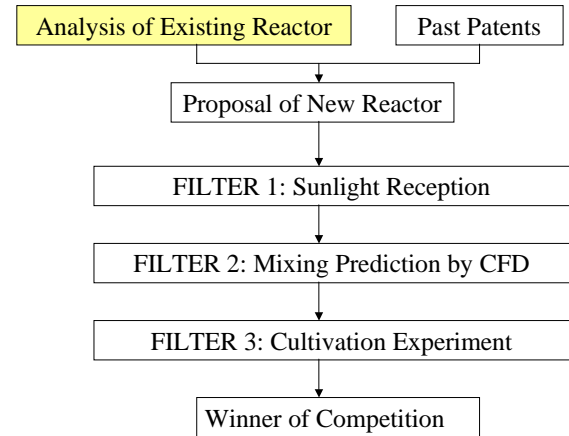 Analysis of Existing Reactor
Past Patents
Proposal of New Reactor
FILTER 1: Sunlight Reception
FILTER 2: Mixing Prediction by CFD
FILTER 3: Cultivation Experiment
Winner of Competition